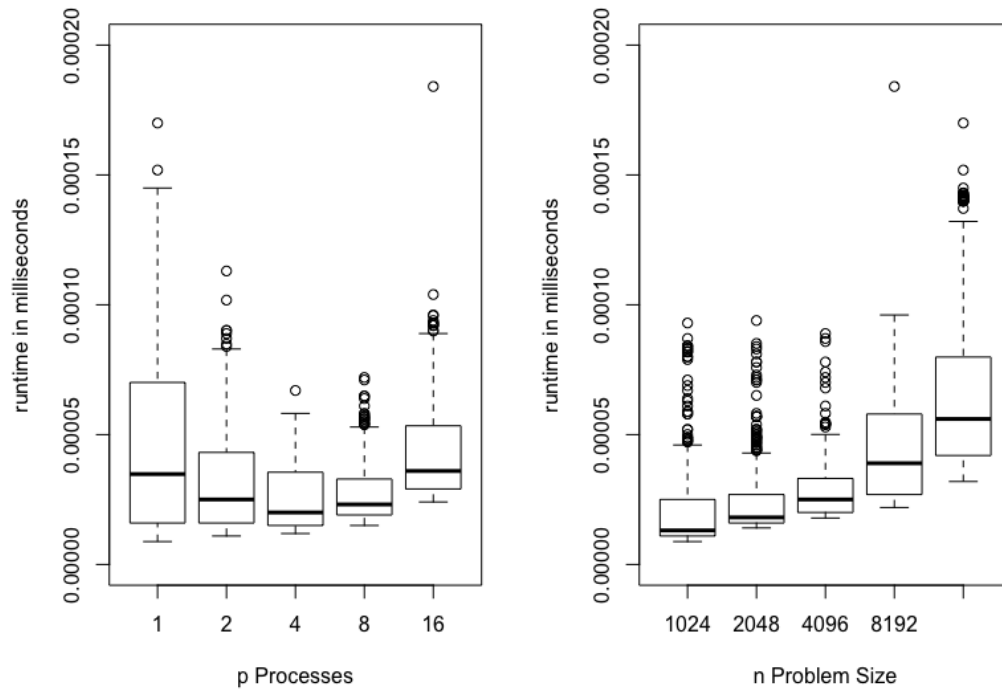 runtime in milliseconds
0.00020
0.00015
0.00010
0.00005
0.00000
1 2 4 8 16
p Processes
runtime in milliseconds
0.00020
0.00015
0.00010
0.00005
0.00000
1024 2048 4096 8192
n Problem Size